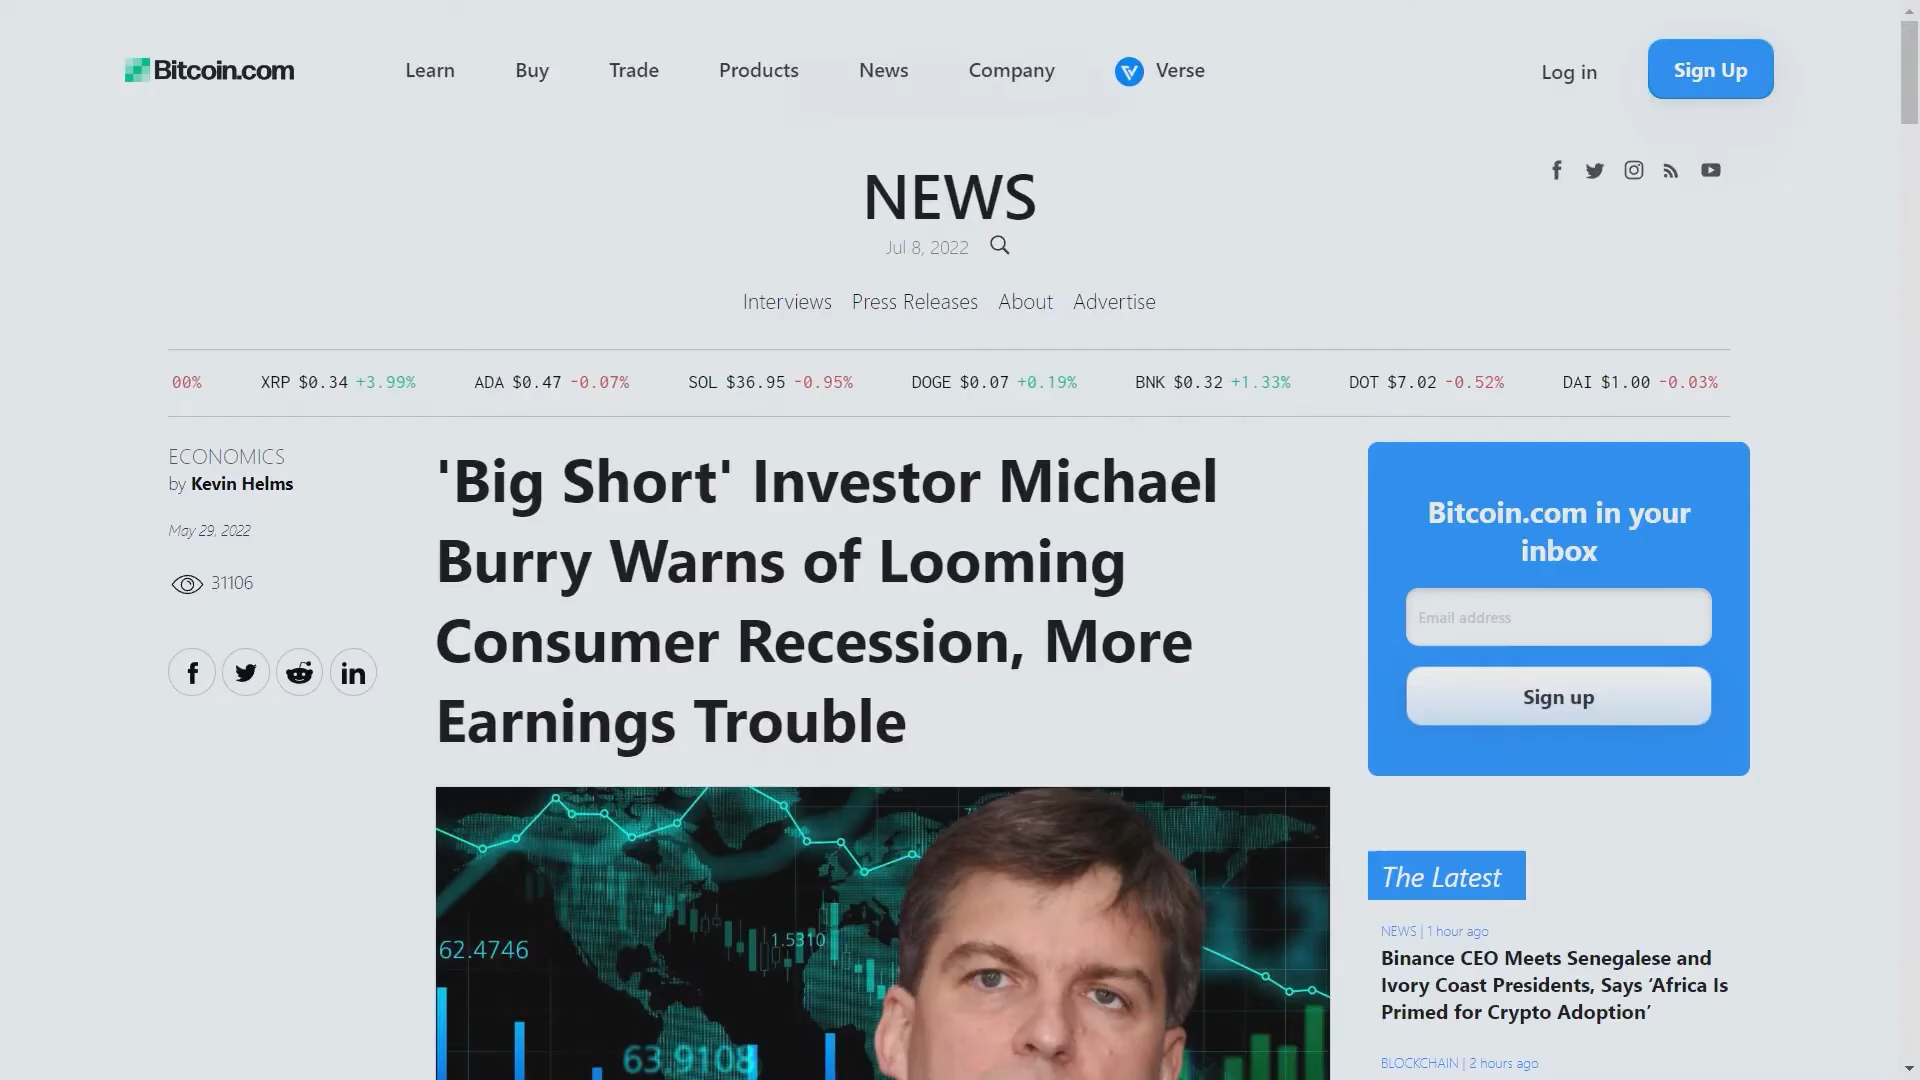 Bitcoin.com
Learn
Buy
Trade
Products
News
Company
Verse
Log in
Sign Up
NEWS
Jul 8, 2022
Interviews
Press Releases
About
Advertise
00%
XRP $0.34 +3.99%
ADA $0.47 -0.07%
SOL $36.95 -0.95%
DOGE $0.07 +0.19%
BNK $0.32 +1.33%
DOT $7.02 -0.52%
DAI $1.00 -0.03%
ECONOMICS
by Kevin Helms
May 29, 2022
31106
'Big Short' Investor Michael
Burry Warns of Looming
Consumer Recession, More
Earnings Trouble
62.4746
1.5310
63.9108
Bitcoin.com in your
inbox
Email address
Sign up
The Latest
NEWS | 1 hour ago
Binance CEO Meets Senegalese and
Ivory Coast Presidents, Says ‘Africa Is
Primed for Crypto Adoption’
BLOCKCHAIN | 2 hours ago